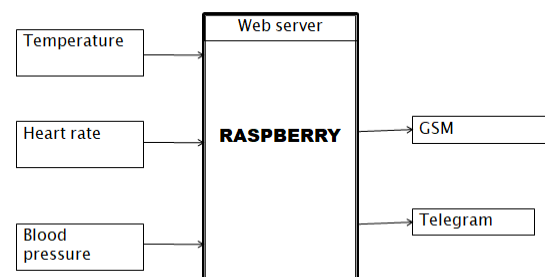 Web server
Temperature
Heart rate
RASPBERRY
GSM
Telegram
Blood
pressure